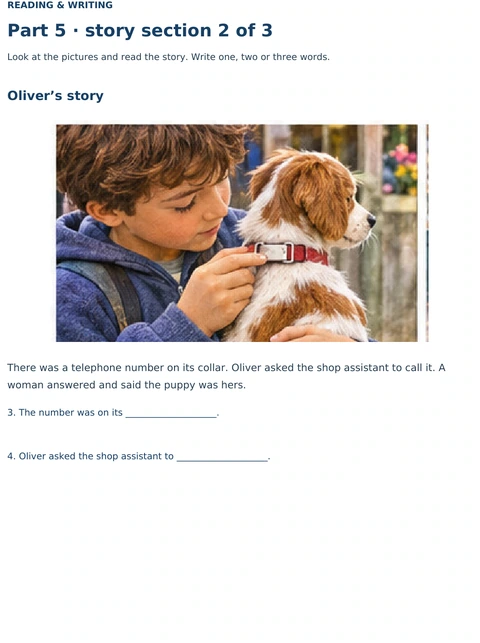 READING & WRITING
Part 5 · story section 2 of 3
Look at the pictures and read the story. Write one, two or three words.
Oliver’s story
There was a telephone number on its collar. Oliver asked the shop assistant to call it. A
woman answered and said the puppy was hers.
3. The number was on its ___________________.
4. Oliver asked the shop assistant to ___________________.